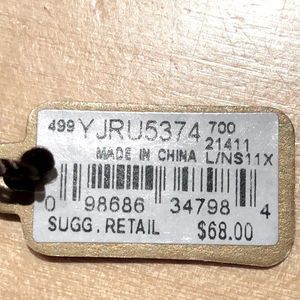 499 YJRU5374 700
21411
MADE IN CHINA L/NS11X
0 98686 34798 4
SUGG. RETAIL $68.00